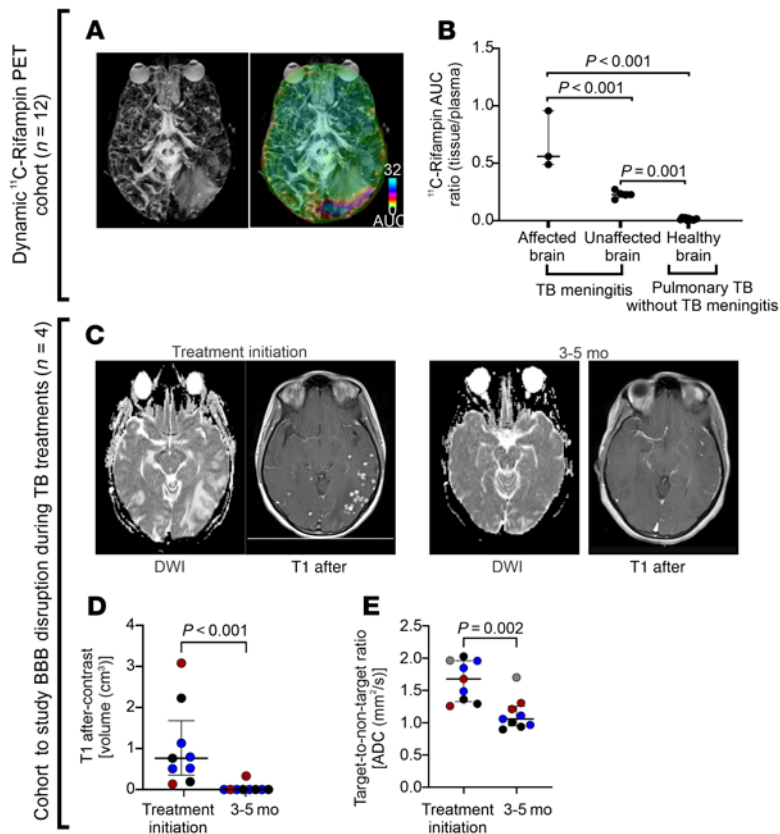 Dynamic ¹¹C-Rifampin PET
cohort (n = 12)
A
32
0
AUC
B
¹¹C-Rifampin AUC
ratio (tissue/plasma)
1.5
1.0
0.5
0.0
P < 0.001
P < 0.001
P = 0.001
Affected
brain
Unaffected
brain
Healthy
brain
TB meningitis
Pulmonary TB
without TB meningitis
Cohort to study BBB disruption during TB treatments (n = 4)
C
Treatment initiation
3-5 mo
DWI
T1 after
DWI
T1 after
D
T1 after-contrast
[volume (cm³)]
4
3
2
1
0
P < 0.001
Treatment
initiation
3-5 mo
E
Target-to-non-target ratio
[ADC (mm²/s)]
2.5
2.0
1.5
1.0
0.5
0.0
P = 0.002
Treatment
initiation
3-5 mo